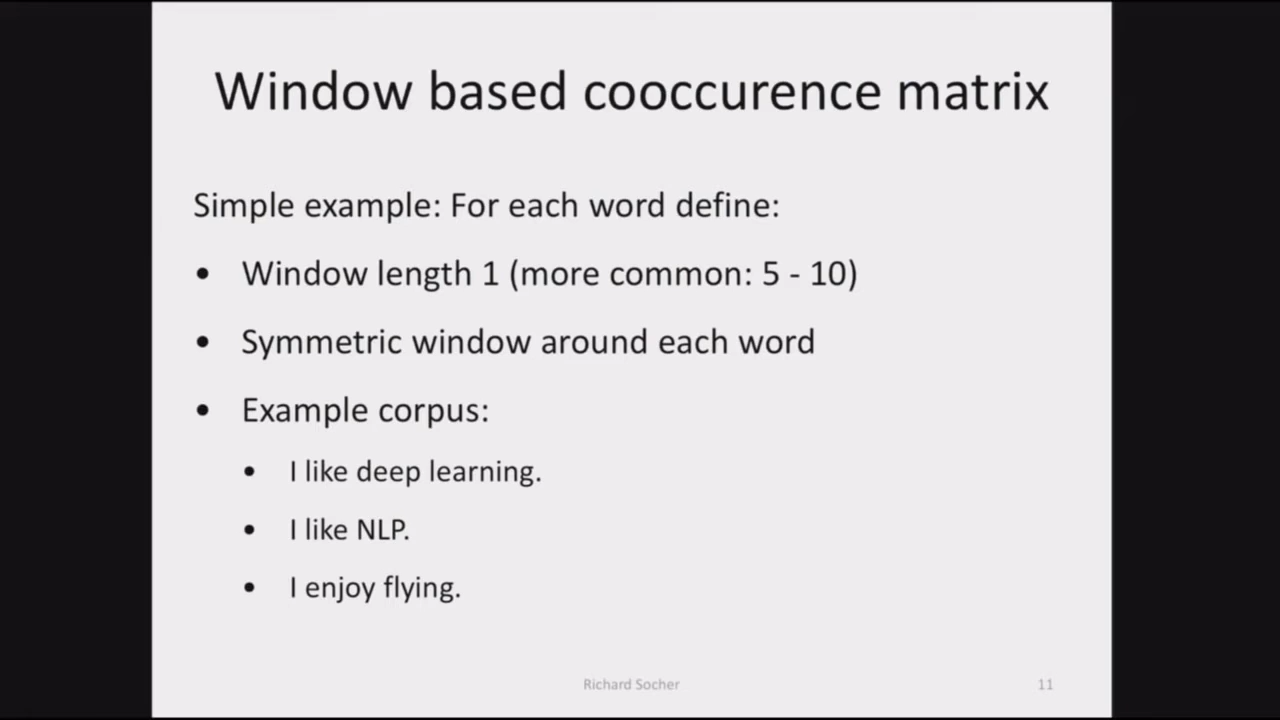 Window based cooccurence matrix
Simple example: For each word define:
• Window length 1 (more common: 5 - 10)
• Symmetric window around each word
• Example corpus:
• I like deep learning.
• I like NLP.
• I enjoy flying.
Richard Socher
11